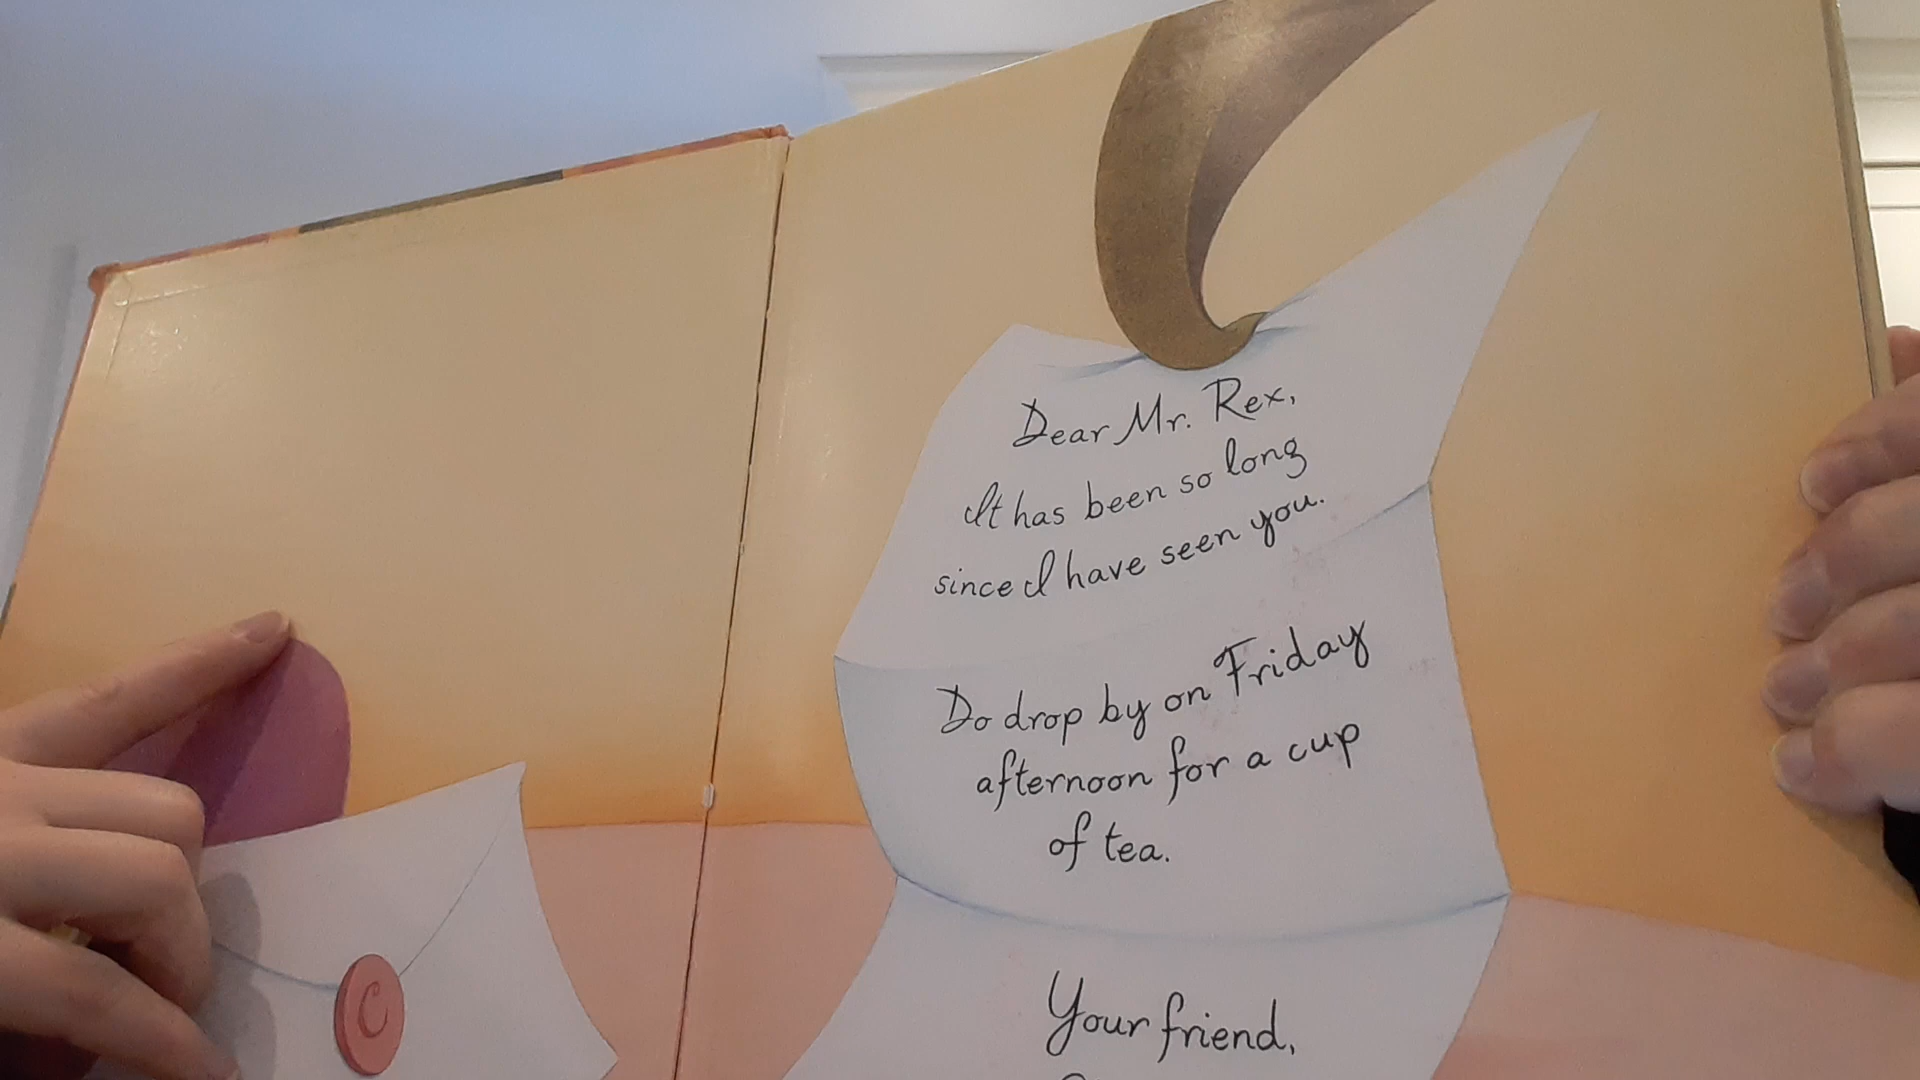 Dear Mr. Rex,
It has been so long
since I have seen you.
Do drop by on Friday
afternoon for a cup
of tea.
Your friend,
C